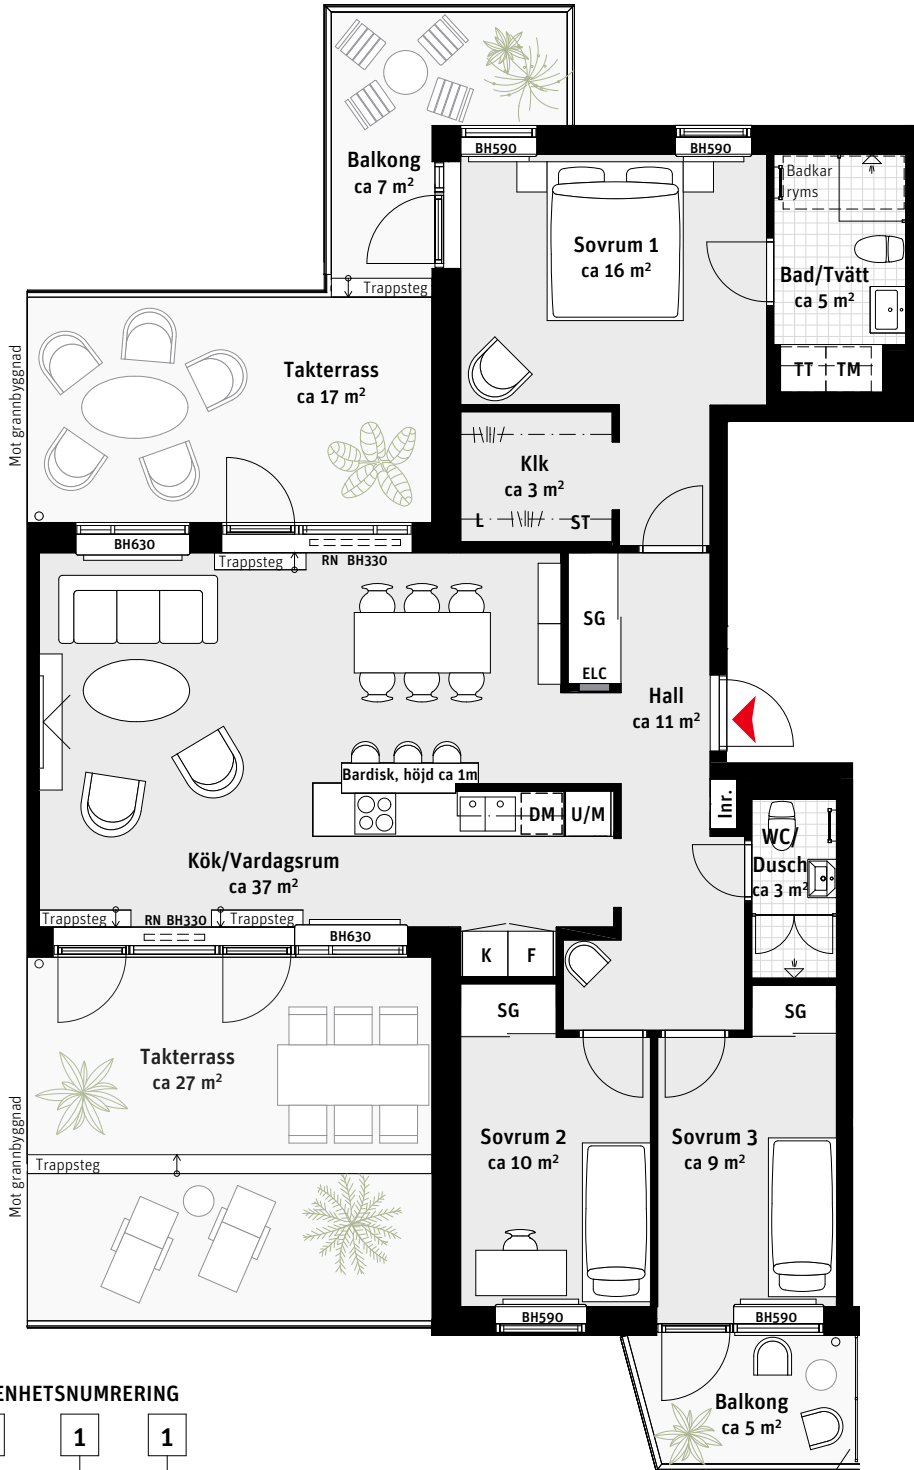 BH590
BH590
Balkong
ca 7 m²
Badkar
ryms
Sovrum 1
ca 16 m²
Bad/Tvätt
ca 5 m²
Trappsteg
Mot grannbyggnad
Takterrass
ca 17 m²
TT
TM
Klk
ca 3 m²
L
ST
BH630
Trappsteg
RN BH330
SG
ELC
Hall
ca 11 m²
Bardisk, höjd ca 1m
DM
U/M
Inr.
WC/
Dusch
ca 3 m²
Kök/Vardagsrum
ca 37 m²
Trappsteg
RN BH330
Trappsteg
BH630
K
F
SG
SG
Takterrass
ca 27 m²
Mot grannbyggnad
Trappsteg
Sovrum 2
ca 10 m²
Sovrum 3
ca 9 m²
BH590
BH590
Balkong
ca 5 m²
ENHETSNUMRERING
1
1